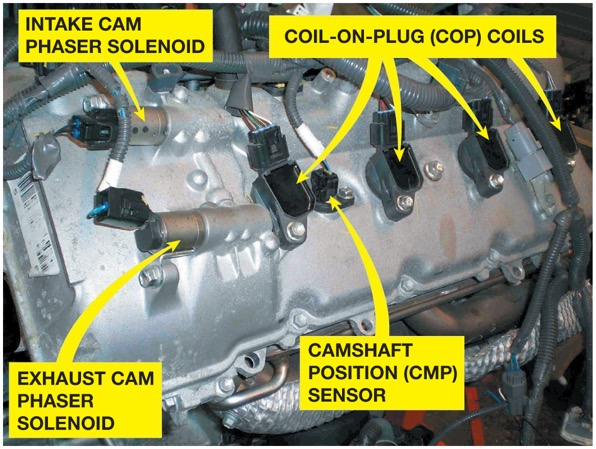 INTAKE CAM
PHASER SOLENOID
COIL-ON-PLUG (COP) COILS
EXHAUST CAM
PHASER
SOLENOID
CAMSHAFT
POSITION (CMP)
SENSOR